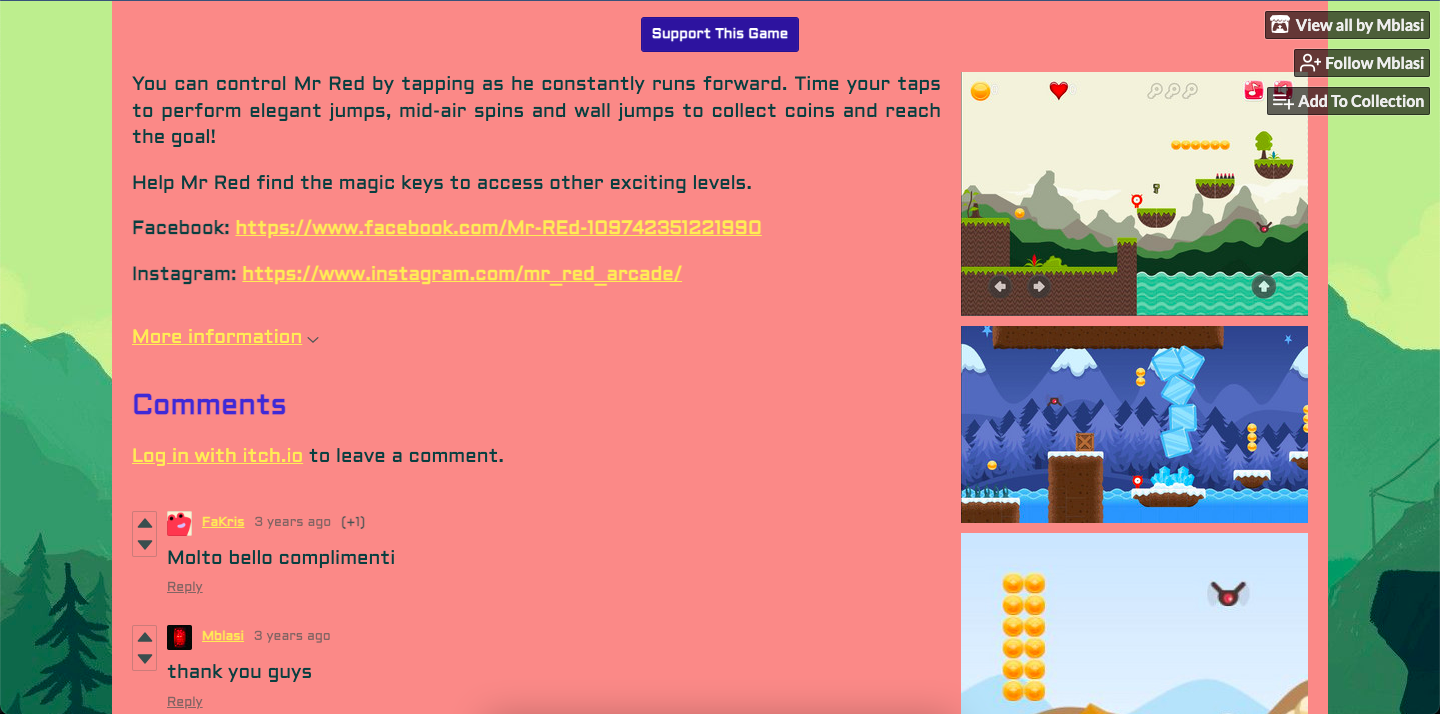 Support This Game
View all by Mblasi
Follow Mblasi
Add To Collection
You can control Mr Red by tapping as he constantly runs forward. Time your taps
to perform elegant jumps, mid-air spins and wall jumps to collect coins and reach
the goal!
Help Mr Red find the magic keys to access other exciting levels.
Facebook: https://www.facebook.com/Mr-REd-109742351221990
Instagram: https://www.instagram.com/mr_red_arcade/
More information
Comments
Log in with itch.io to leave a comment.
FaKris 3 years ago (+1)
Molto bello complimenti
Reply
Mblasi 3 years ago
thank you guys
Reply